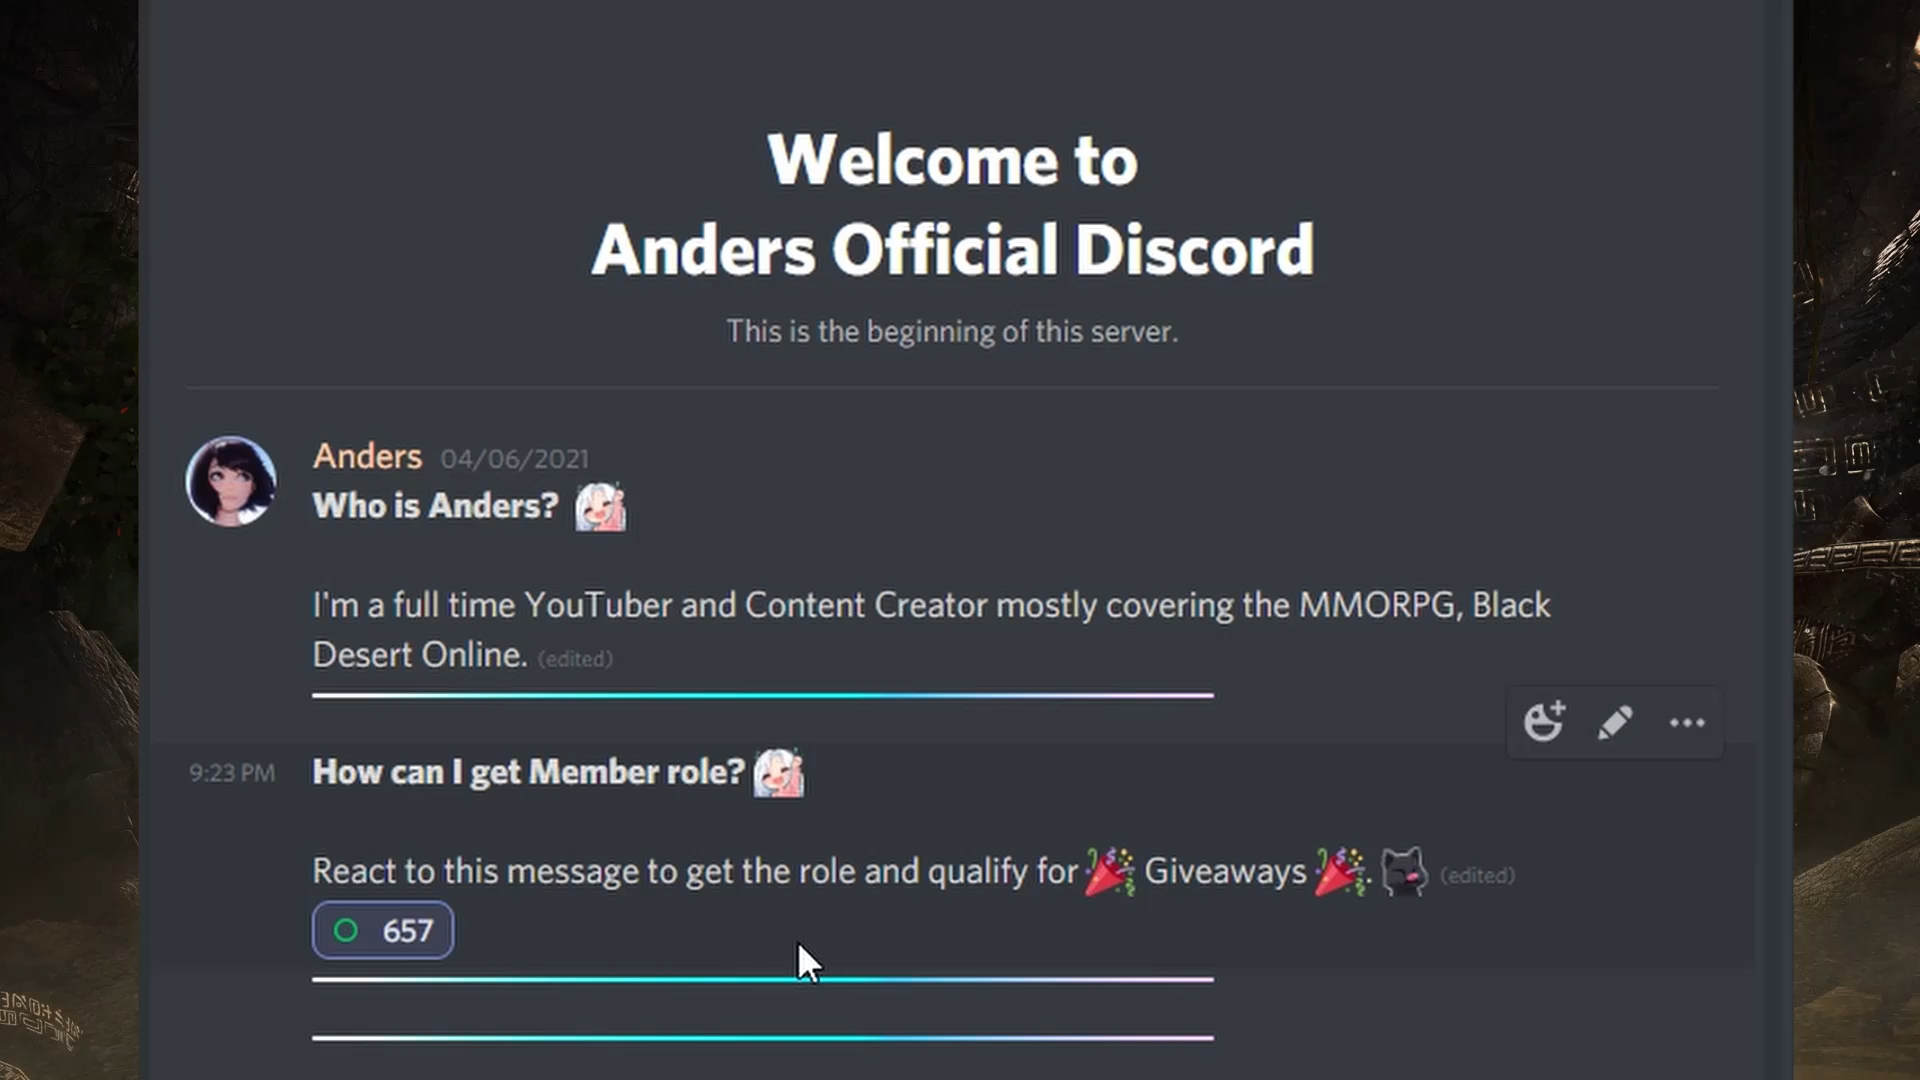 Welcome to
Anders Official Discord
This is the beginning of this server.
Anders 04/06/2021
Who is Anders?
I'm a full time YouTuber and Content Creator mostly covering the MMORPG, Black
Desert Online. (edited)
9:23 PM How can I get Member role?
React to this message to get the role and qualify for 🎉 Giveaways 🎉. (edited)
657